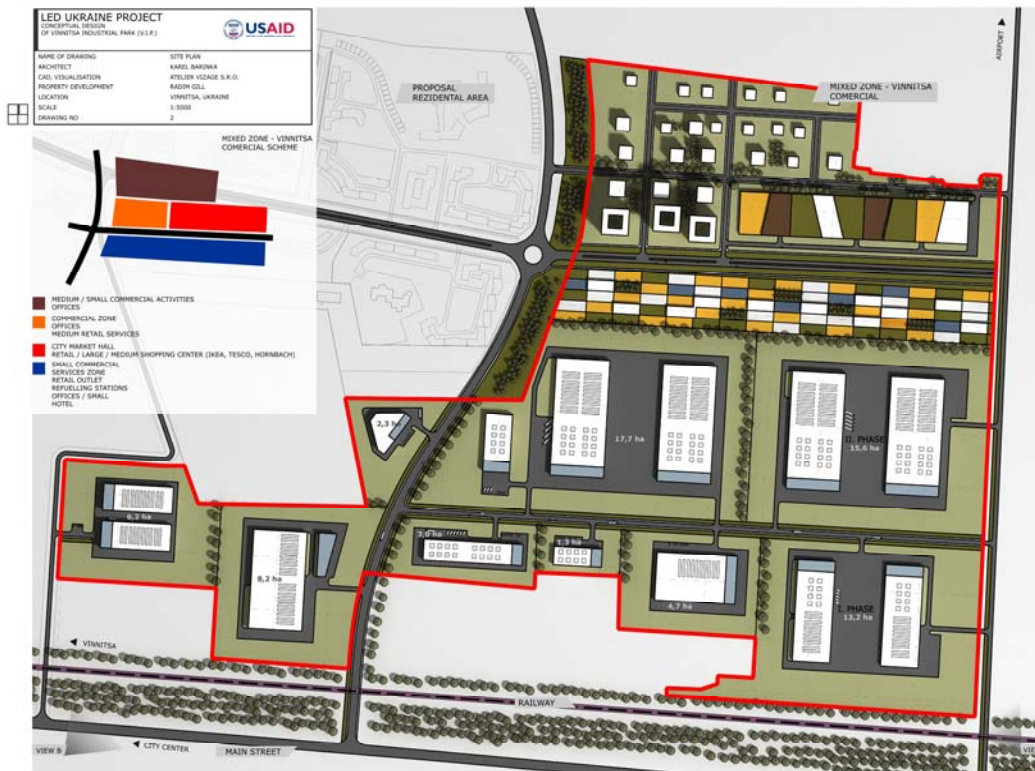 LED UKRAINE PROJECT
CONCEPTUAL DESIGN
OF VINNITSA INDUSTRIAL PARK (V.I.P.)
USAID
NAME OF DRAWING SITE PLAN
ARCHITECT KAREL BARINKA
CAD, VISUALISATION ATELIER VIZAGE S.R.O.
PROPERTY DEVELOPMENT RADIM GILL
LOCATION VINNITSA, UKRAINE
SCALE 1:5000
DRAWING NO 2
PROPOSAL
REZIDENTAL AREA
MIXED ZONE - VINNITSA
COMERCIAL
AIRPORT
MIXED ZONE - VINNITSA
COMERCIAL SCHEME
MEDIUM / SMALL COMMERCIAL ACTIVITIES
OFFICES
COMMERCIAL ZONE
OFFICES
MEDIUM RETAIL SERVICES
CITY MARKET HALL
RETAIL / LARGE / MEDIUM SHOPPING CENTER (IKEA, TESCO, HORNBACH)
SMALL COMMERCIAL
SERVICES ZONE
RETAIL OUTLET
REFUELLING STATIONS
OFFICES / SMALL
HOTEL
2,3 ha
17,7 ha
II. PHASE
15,6 ha
6,2 ha
8,2 ha
3,0 ha
1,3 ha
4,7 ha
I. PHASE
13,2 ha
VINNITSA
RAILWAY
VIEW B
CITY CENTER
MAIN STREET